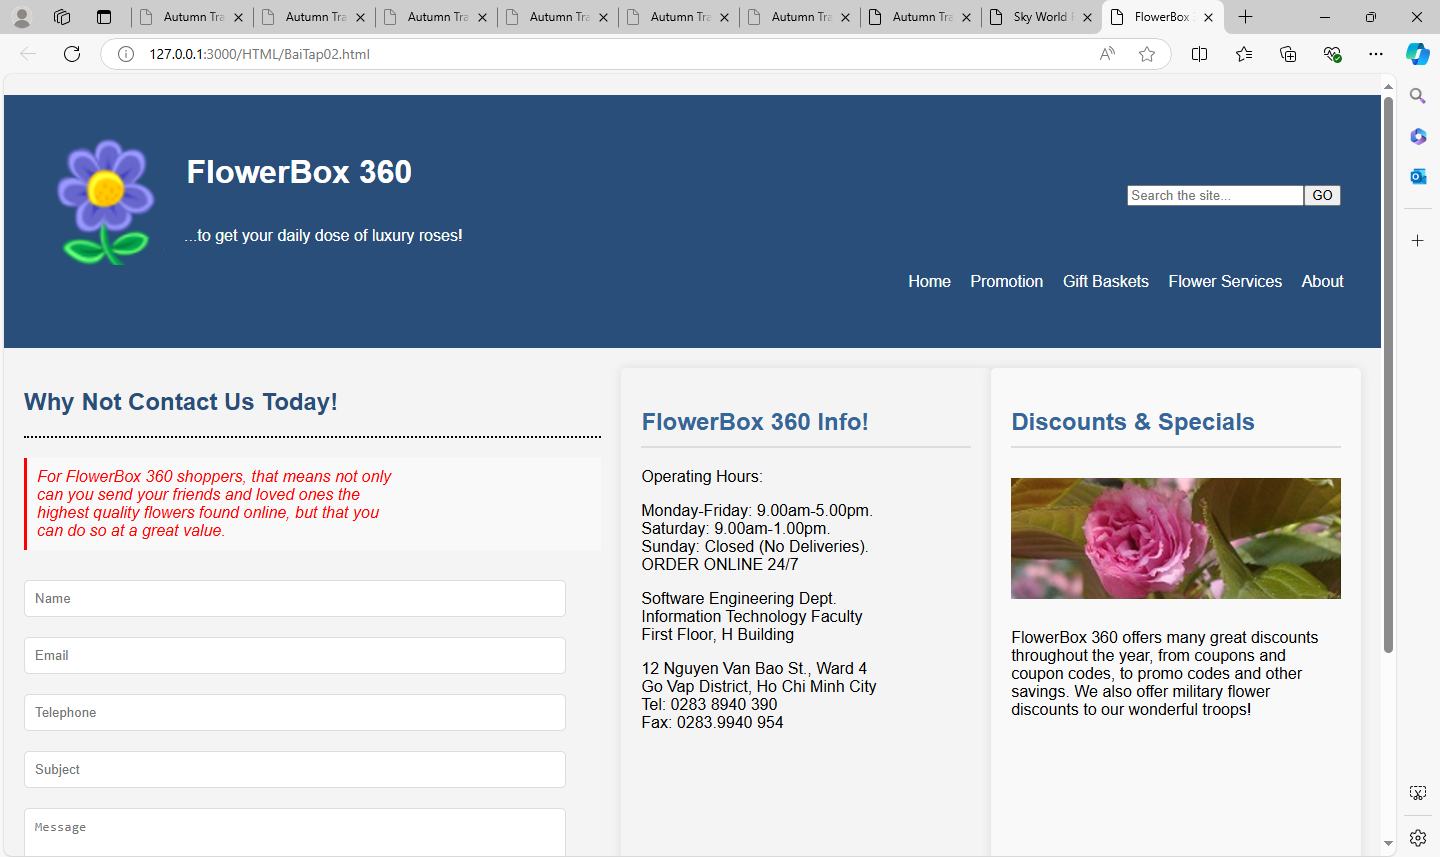 Autumn Tra
Autumn Tra
Autumn Tra
Autumn Tra
Autumn Tra
Autumn Tra
Autumn Tra
Sky World
FlowerBox
127.0.0.1:3000/HTML/BaiTap02.html
FlowerBox 360
...to get your daily dose of luxury roses!
Search the site...
GO
Home Promotion Gift Baskets Flower Services About
Why Not Contact Us Today!
For FlowerBox 360 shoppers, that means not only
can you send your friends and loved ones the
highest quality flowers found online, but that you
can do so at a great value.
Name
Email
Telephone
Subject
Message
FlowerBox 360 Info!
Operating Hours:
Monday-Friday: 9.00am-5.00pm.
Saturday: 9.00am-1.00pm.
Sunday: Closed (No Deliveries).
ORDER ONLINE 24/7
Software Engineering Dept.
Information Technology Faculty
First Floor, H Building
12 Nguyen Van Bao St., Ward 4
Go Vap District, Ho Chi Minh City
Tel: 0283 8940 390
Fax: 0283.9940 954
Discounts & Specials
FlowerBox 360 offers many great discounts
throughout the year, from coupons and
coupon codes, to promo codes and other
savings. We also offer military flower
discounts to our wonderful troops!